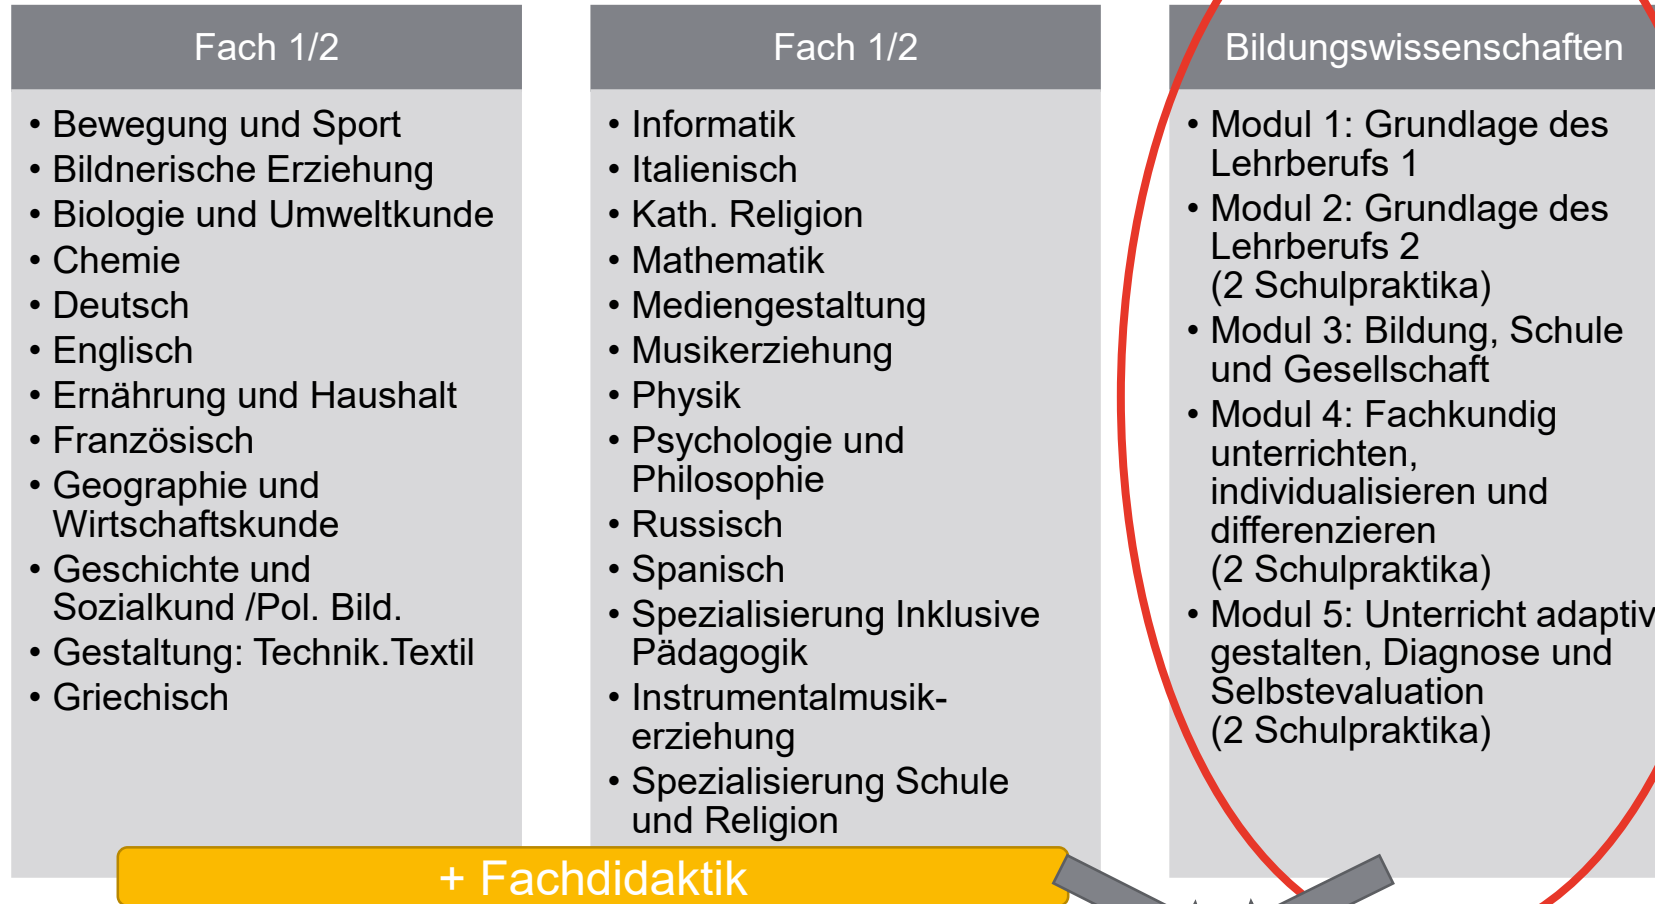 Fach 1/2
• Bewegung und Sport
• Bildnerische Erziehung
• Biologie und Umweltkunde
• Chemie
• Deutsch
• Englisch
• Ernährung und Haushalt
• Französisch
• Geographie und
Wirtschaftskunde
• Geschichte und
Sozialkund /Pol. Bild.
• Gestaltung: Technik.Textil
• Griechisch
Fach 1/2
• Informatik
• Italienisch
• Kath. Religion
• Mathematik
• Mediengestaltung
• Musikerziehung
• Physik
• Psychologie und
Philosophie
• Russisch
• Spanisch
• Spezialisierung Inklusive
Pädagogik
• Instrumentalmusik-
erziehung
• Spezialisierung Schule
und Religion
Bildungswissenschaften
• Modul 1: Grundlage des
Lehrberufs 1
• Modul 2: Grundlage des
Lehrberufs 2
(2 Schulpraktika)
• Modul 3: Bildung, Schule
und Gesellschaft
• Modul 4: Fachkundig
unterrichten,
individualisieren und
differenzieren
(2 Schulpraktika)
• Modul 5: Unterricht adaptiv
gestalten, Diagnose und
Selbstevaluation
(2 Schulpraktika)
+ Fachdidaktik